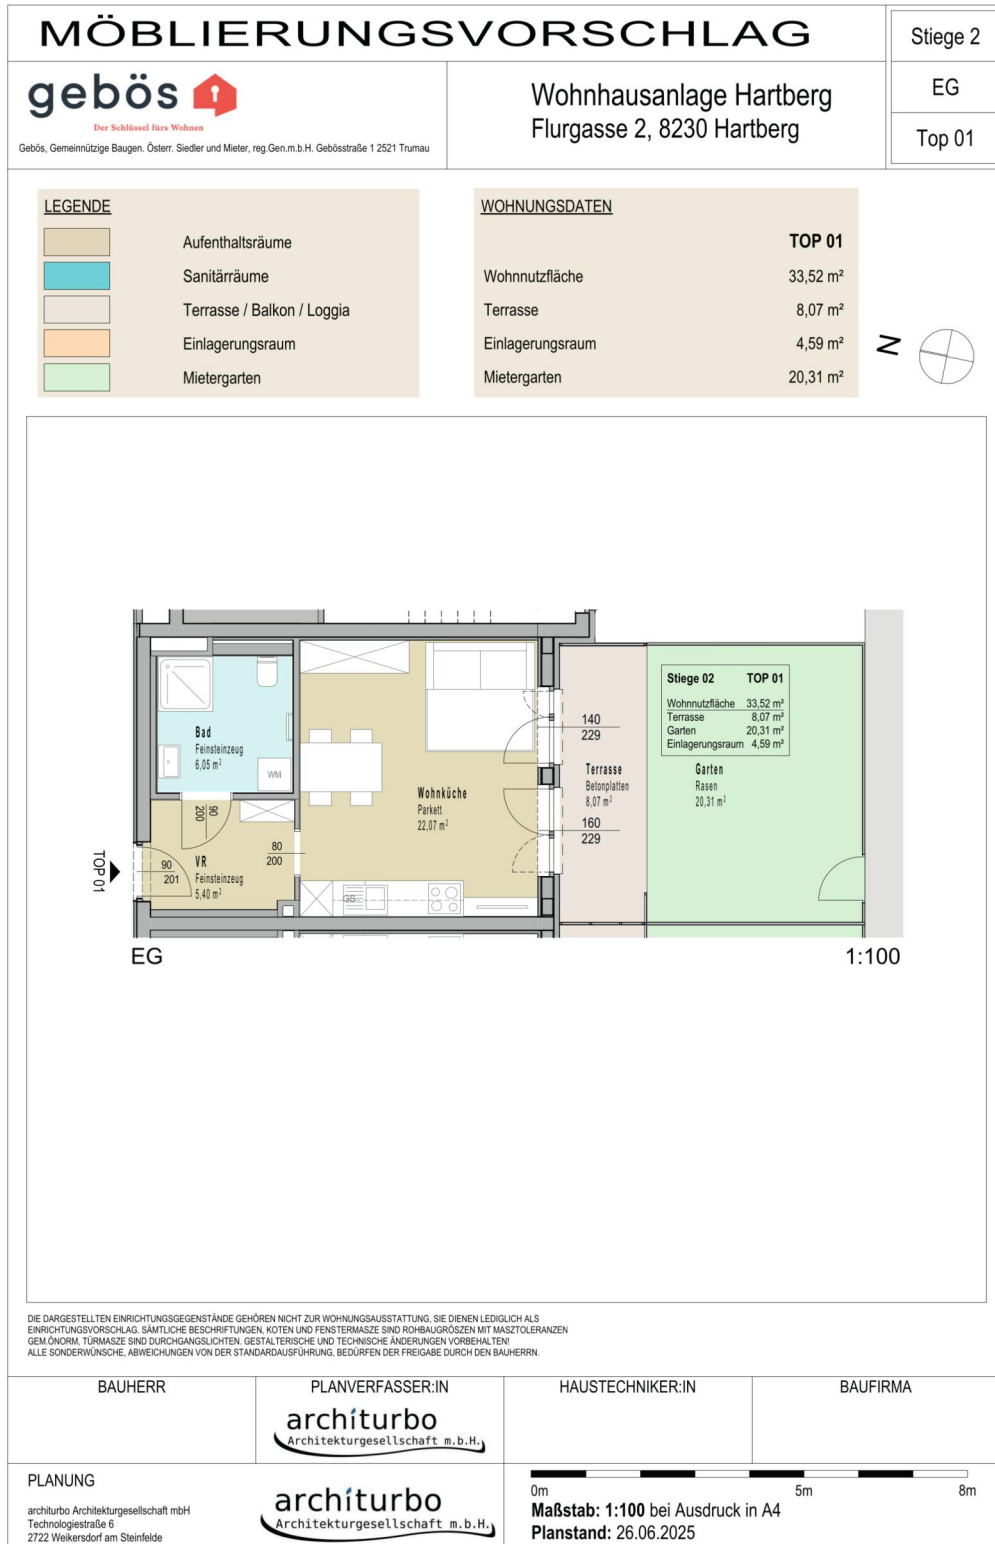 MÖBLIERUNGSVORSCHLAG
Stiege 2
EG
Top 01
gebös
Der Schlüssel fürs Wohnen
Gebös, Gemeinnützige Baugen. Österr. Siedler und Mieter, reg.Gen.m.b.H. Gebösstraße 1 2521 Trumau
Wohnhausanlage Hartberg
Flurgasse 2, 8230 Hartberg
LEGENDE
Aufenthaltsräume
Sanitärräume
Terrasse / Balkon / Loggia
Einlagerungsraum
Mietergarten
WOHNUNGSDATEN
TOP 01
Wohnnutzfläche 33,52 m²
Terrasse 8,07 m²
Einlagerungsraum 4,59 m²
Mietergarten 20,31 m²
N
Bad
Feinsteinzeug
6,05 m²
WM
90
200
VR
Feinsteinzeug
5,40 m²
90
201
TOP 01
80
200
Wohnküche
Parkett
22,07 m²
GS
140
229
160
229
Terrasse
Betonplatten
8,07 m²
Stiege 02 TOP 01
Wohnnutzfläche 33,52 m²
Terrasse 8,07 m²
Garten 20,31 m²
Einlagerungsraum 4,59 m²
Garten
Rasen
20,31 m²
EG
1:100
DIE DARGESTELLTEN EINRICHTUNGSGEGENSTÄNDE GEHÖREN NICHT ZUR WOHNUNGSAUSSTATTUNG, SIE DIENEN LEDIGLICH ALS
EINRICHTUNGSVORSCHLAG. SÄMTLICHE BESCHRIFTUNGEN, KOTEN UND FENSTERMASZE SIND ROHBAUGRÖSZEN MIT MASZTOLERANZEN
GEM.ÖNORM, TÜRMASZE SIND DURCHGANGSLICHTEN. GESTALTERISCHE UND TECHNISCHE ÄNDERUNGEN VORBEHALTEN!
ALLE SONDERWÜNSCHE, ABWEICHUNGEN VON DER STANDARDAUSFÜHRUNG, BEDÜRFEN DER FREIGABE DURCH DEN BAUHERRN.
BAUHERR
PLANVERFASSER:IN
architurbo
Architekturgesellschaft m.b.H.
HAUSTECHNIKER:IN
BAUFIRMA
PLANUNG
architurbo Architekturgesellschaft mbH
Technologiestraße 6
2722 Weikersdorf am Steinfelde
architurbo
Architekturgesellschaft m.b.H.
0m 5m 8m
Maßstab: 1:100 bei Ausdruck in A4
Planstand: 26.06.2025